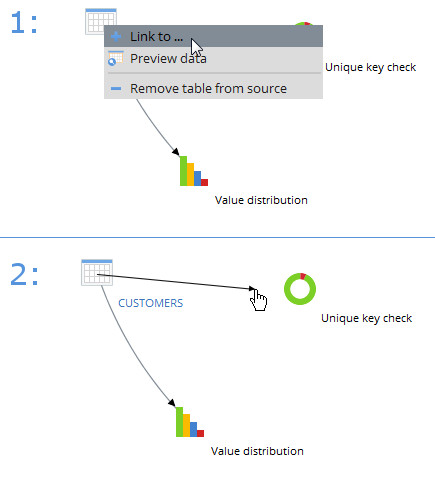 1:
Link to ...
Preview data
Remove table from source
Unique key check
Value distribution
2:
CUSTOMERS
Unique key check
Value distribution